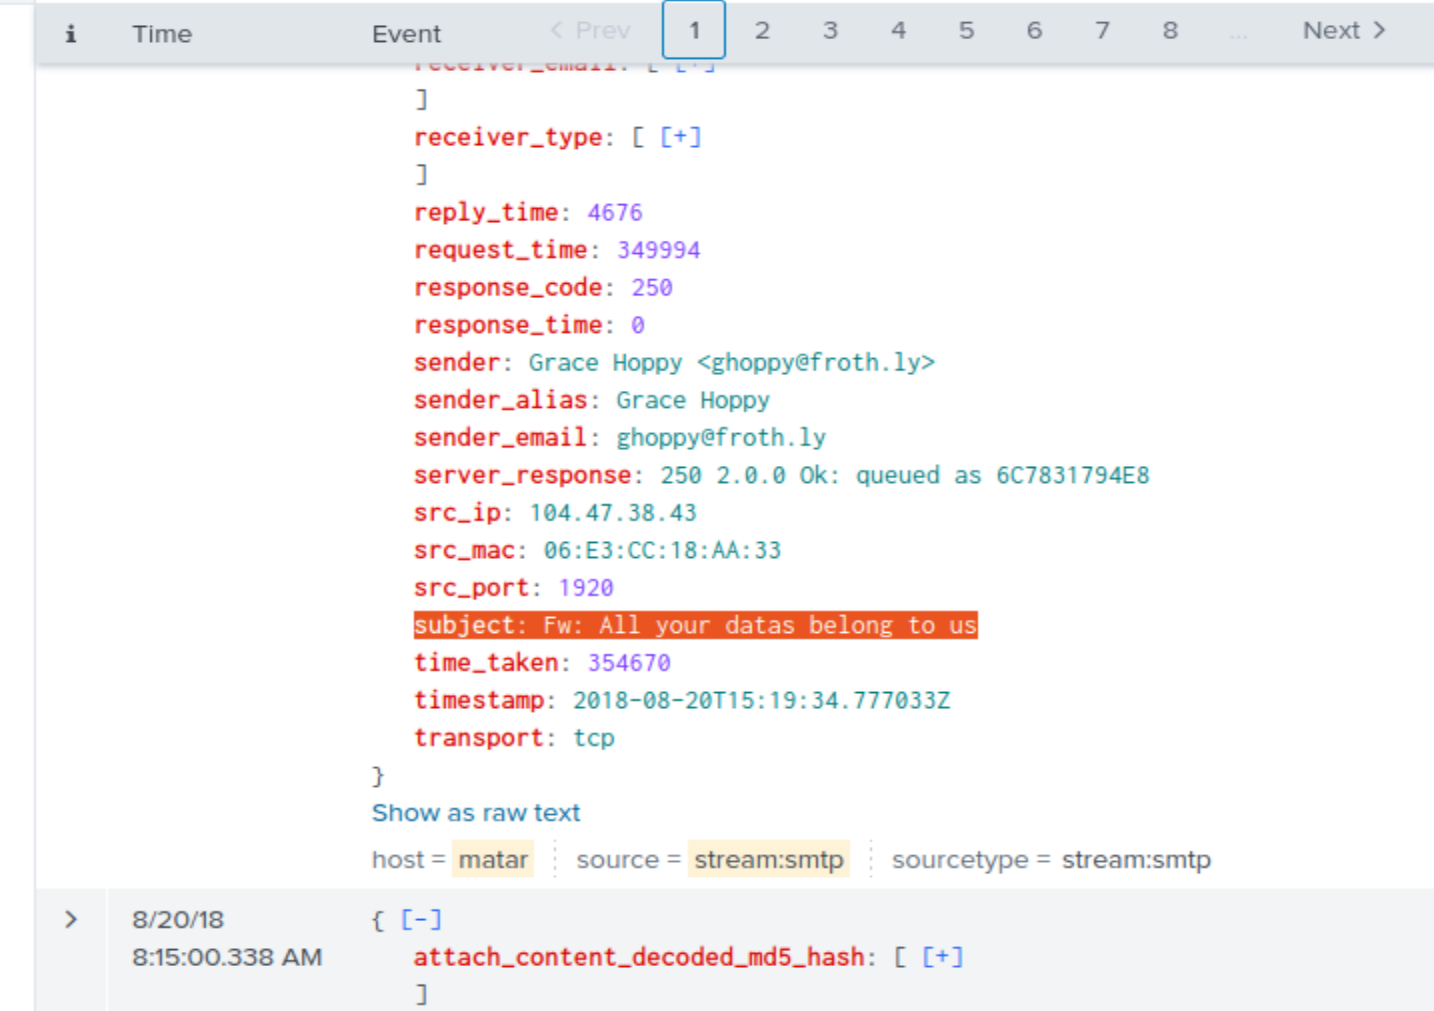 i Time Event < Prev 1 2 3 4 5 6 7 8 ... Next >
receiver_email: [ [+]
]
receiver_type: [ [+]
]
reply_time: 4676
request_time: 349994
response_code: 250
response_time: 0
sender: Grace Hoppy <ghoppy@froth.ly>
sender_alias: Grace Hoppy
sender_email: ghoppy@froth.ly
server_response: 250 2.0.0 Ok: queued as 6C7831794E8
src_ip: 104.47.38.43
src_mac: 06:E3:CC:18:AA:33
src_port: 1920
subject: Fw: All your datas belong to us
time_taken: 354670
timestamp: 2018-08-20T15:19:34.777033Z
transport: tcp
}
Show as raw text
host = matar source = stream:smtp sourcetype = stream:smtp
> 8/20/18 { [-]
8:15:00.338 AM attach_content_decoded_md5_hash: [ [+]
]